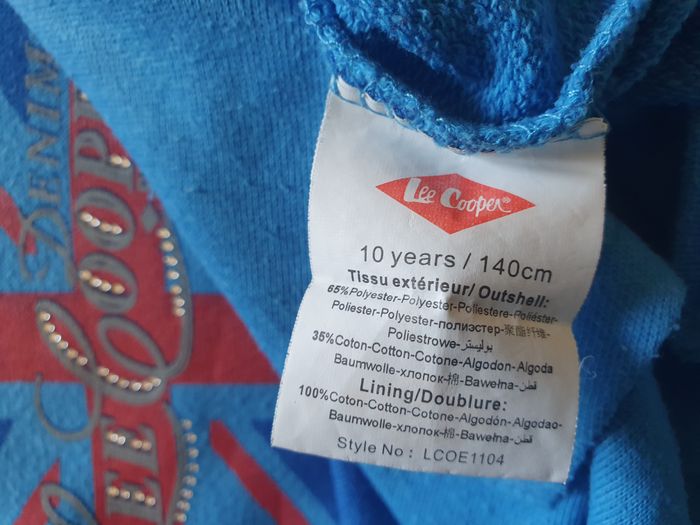 DENIM
Lee Cooper
Lee Cooper®
10 years / 140cm
Tissu extérieur/ Outshell:
65%Polyester-Polyester-Poliestere-Poliéster-
Poliester-Polyester-полиэстер-聚酯纤维-
Poliestrowe-بوليستر-
35%Coton-Cotton-Cotone-Algodon-Algoda
Baumwolle-хлопок-棉-Bawełna-قطن-
Lining/Doublure:
100%Coton-Cotton-Cotone-Algodón-Algodao-
Baumwolle-хлопок-棉-Bawełna-قطن-
Style No : LCOE1104